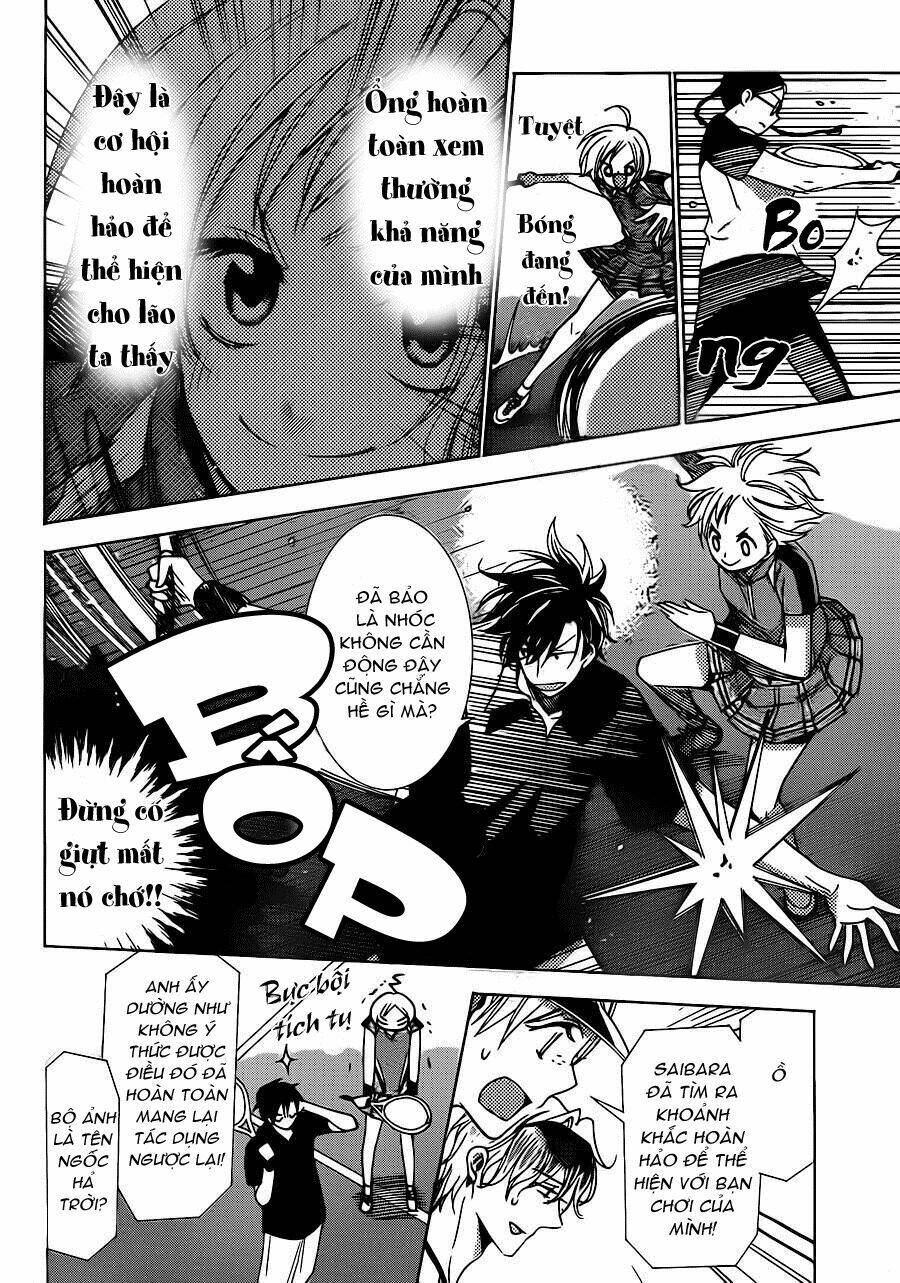 Bo
ng
Tuyệt
Bóng
đang
đến!
Ổng hoàn
toàn xem
thường
khả năng
của mình
Đây là
cơ hội
hoàn
hảo để
thể hiện
cho lão
ta thấy
ĐÃ BẢO
LÀ NHÓC
KHÔNG CẦN
ĐỘNG ĐẬY
CŨNG CHẲNG
HỀ GÌ MÀ?
BỘP
Đừng có
giựt mất
nó chớ!!
Ồ
SAIBARA
ĐÃ TÌM RA
KHOẢNH
KHẮC HOÀN
HẢO ĐỂ THỂ
HIỆN VỚI BẠN
CHƠI CỦA
MÌNH!
Bực bội
tích tụ
ANH ẤY
DƯỜNG NHƯ
KHÔNG Ý
THỨC ĐƯỢC
ĐIỀU ĐÓ ĐÃ
HOÀN TOÀN
MANG LẠI
TÁC DỤNG
NGƯỢC LẠI!
BỘ ẢNH
LÀ TÊN
NGỐC
HẢ
TRỜI?